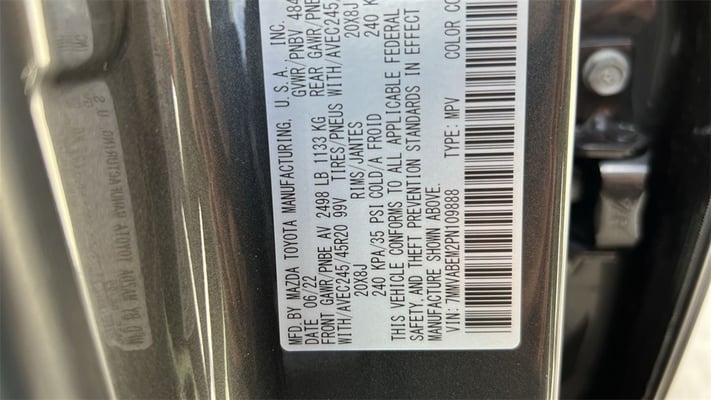 MFD.BY MAZDA TOYOTA MANUFACTURING, U.S.A. INC.
DATE 06/22 GVWR/PNBV 484
FRONT GAWR/PNBE AV 2498 LB 1133 KG REAR GAWR/PNE
WITH/AVEC245/45R20 99V TIRES/PNEUS WITH/AVEC245
20X8J RIMS/JANTES 20X8J
240 KPA/35 PSI COLD/A FROID 240 K
THIS VEHICLE CONFORMS TO ALL APPLICABLE FEDERAL
SAFETY, AND THEFT PREVENTION STANDARDS IN EFFECT
MANUFACTURE SHOWN ABOVE.
VIN: 7MMVABEM2PN109888 TYPE: MPV COLOR CO